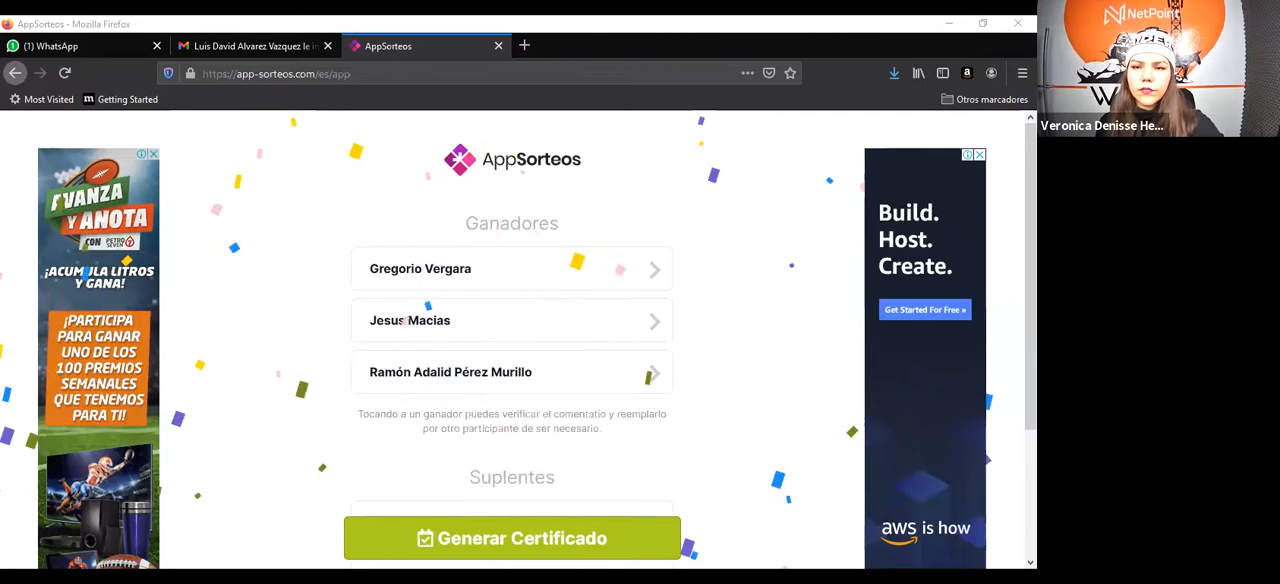 AppSorteos - Mozilla Firefox
(1) WhatsApp
Luis David Alvarez Vazquez le in
AppSorteos
https://app-sorteos.com/es/app
Most Visited
Getting Started
Otros marcadores
NetPoint
Veronica Denisse He...
AVANZA
Y ANOTA
CON PETRO SEVEN
¡ACUMULA LITROS
Y GANA!
¡PARTICIPA
PARA GANAR
UNO DE LOS
100 PREMIOS
SEMANALES
QUE TENEMOS
PARA TI!
AppSorteos
Ganadores
Gregorio Vergara
Jesus Macias
Ramón Adalid Pérez Murillo
Tocando a un ganador puedes verificar el comentatio y reemplarlo
por otro participante de ser necesario.
Suplentes
Generar Certificado
Build.
Host.
Create.
Get Started For Free »
aws is how